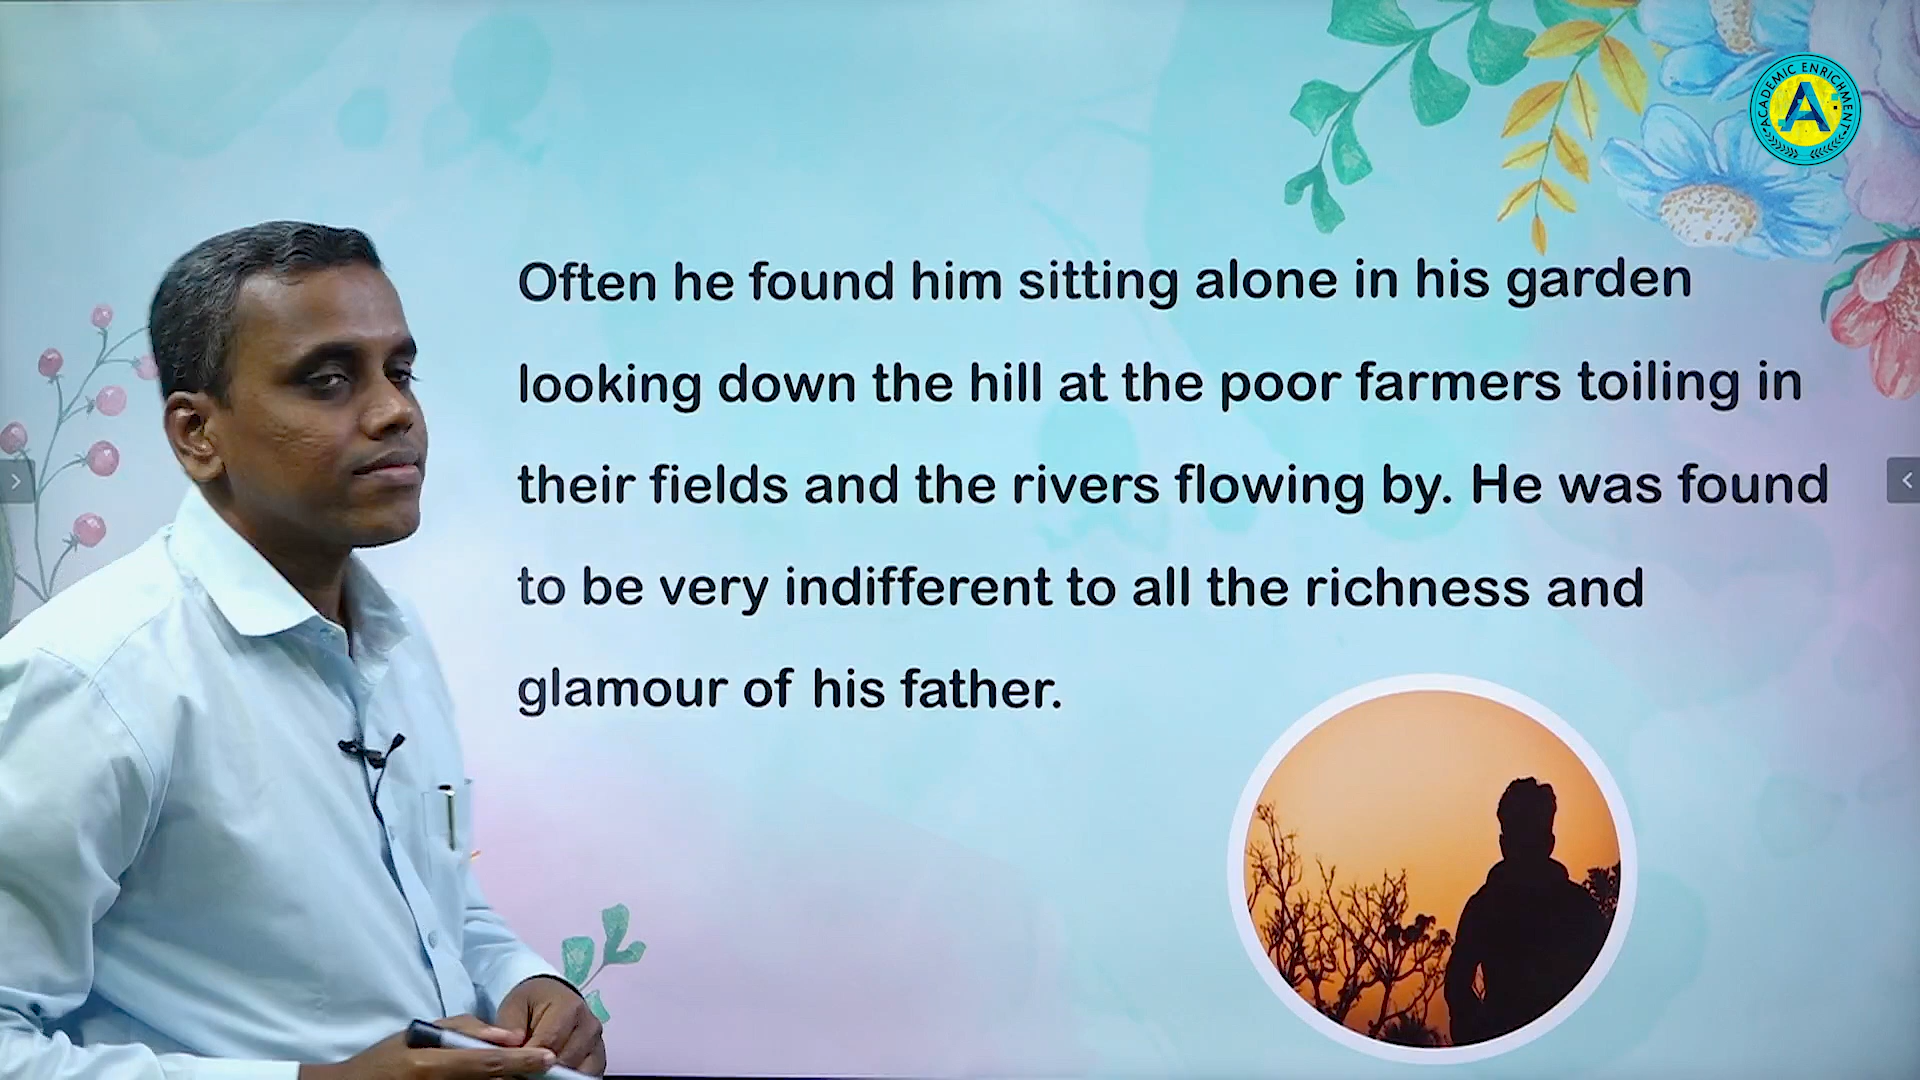 ACADEMIC ENRICHMENT
A
Often he found him sitting alone in his garden
looking down the hill at the poor farmers toiling in
their fields and the rivers flowing by. He was found
to be very indifferent to all the richness and
glamour of his father.